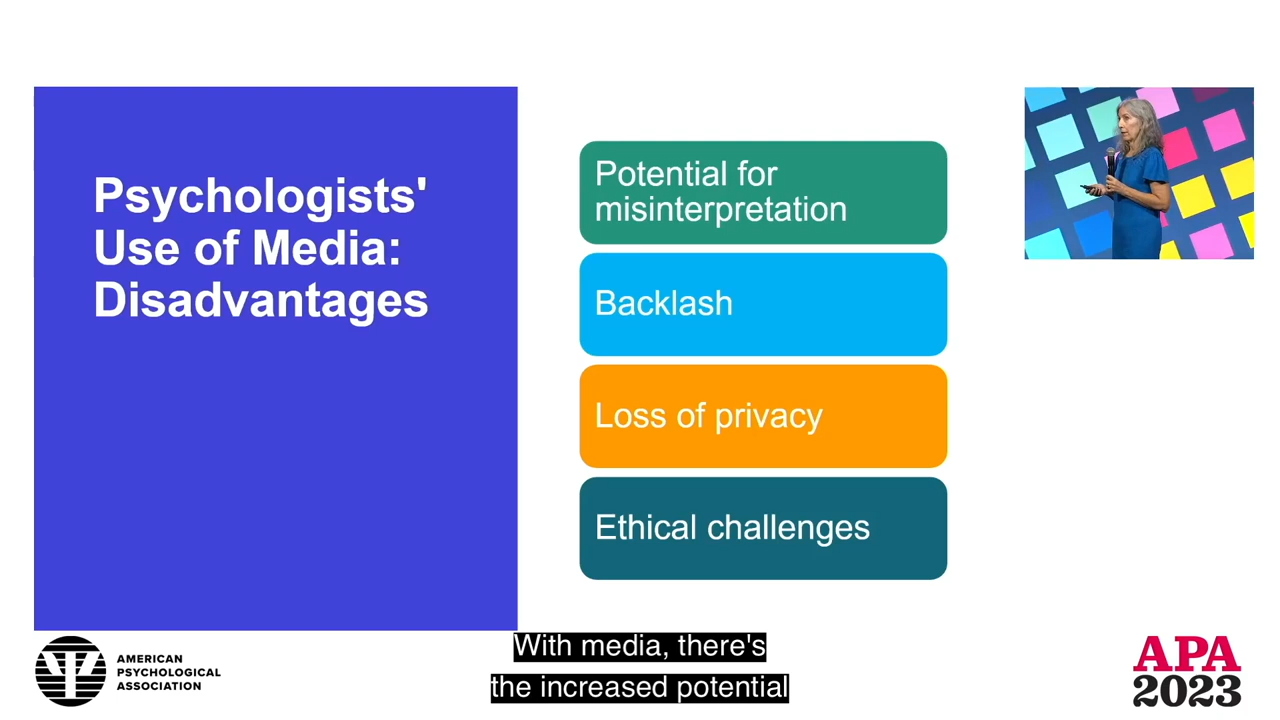 Psychologists'
Use of Media:
Disadvantages
Potential for
misinterpretation
Backlash
Loss of privacy
Ethical challenges
With media, there's
the increased potential
AMERICAN
PSYCHOLOGICAL
ASSOCIATION
APA
2023